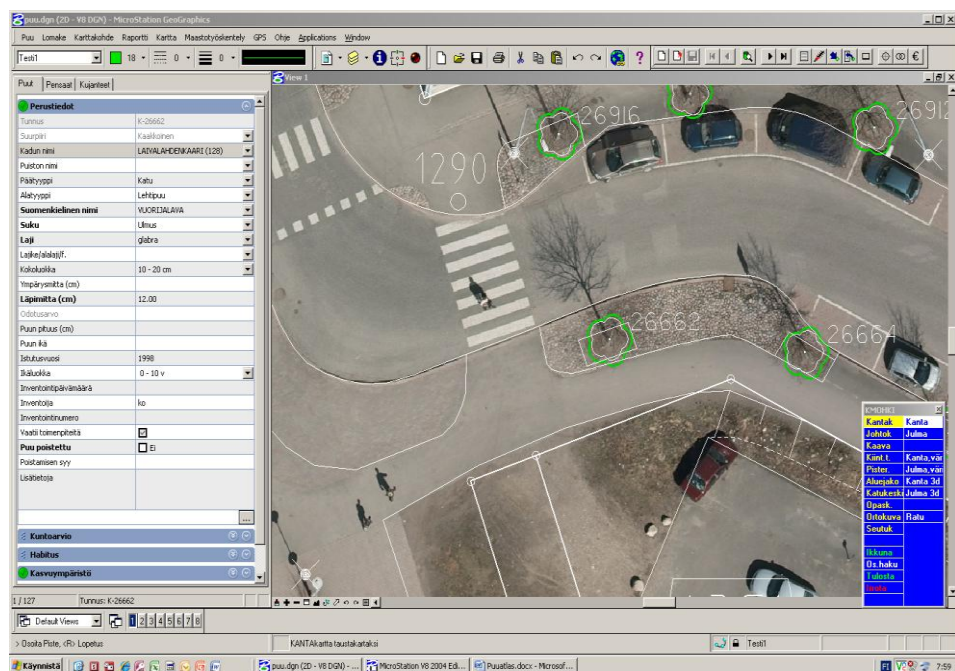 puu.dgn (2D - V8 DGN) - MicroStation GeoGraphics
Puu Lomake Karttakohde Raportti Kartta Maastotyöskentely GPS Ohje Applications Window
Testi1 18 0 0
View 1
Puut Pensaat Kujanteet
Perustiedot
Tunnus K-26662
Suurpiiri Kaakkoinen
Kadun nimi LAIVALAHDENKAARI (128)
Puiston nimi
Päätyyppi Katu
Alatyyppi Lehtipuu
Suomenkielinen nimi VUORIJALAVA
Suku Ulmus
Laji glabra
Lajike/alalaji/f.
Kokoluokka 10 - 20 cm
Ympärysmitta (cm)
Läpimitta (cm) 12.00
Odotusarvo
Puun pituus (cm)
Puun ikä
Istutusvuosi 1998
Ikäluokka 0 - 10 v
Inventointipäivämäärä
Inventoija ko
Inventointinumero
Vaatii toimenpiteitä
Puu poistettu Ei
Poistamisen syy
Lisätietoja
...
Kuntoarvio
Habitus
Kasvuympäristö
1 / 127 Tunnus: K-26662
26916
26912
1290
26662
26664
KMOHKI
Kantak Kanta
Johtok Julma
Kaava
Kiint.t. Kanta,vär
Pister. Julma,vär
Aluejako Kanta 3d
Katukesk Julma 3d
Opask.
Ortokuva Ratu
Seutuk
Ikkuna
Os.haku
Tulosta
Default Views 1 2 3 4 5 6 7 8
> Osoita Piste, <R> Lopetus KANTAkartta taustakartaksi Testi1
Käynnistä puu.dgn (2D - V8 DGN) - ... MicroStation V8 2004 Edi... Puuatlas.docx - Microsof... FI 7:59